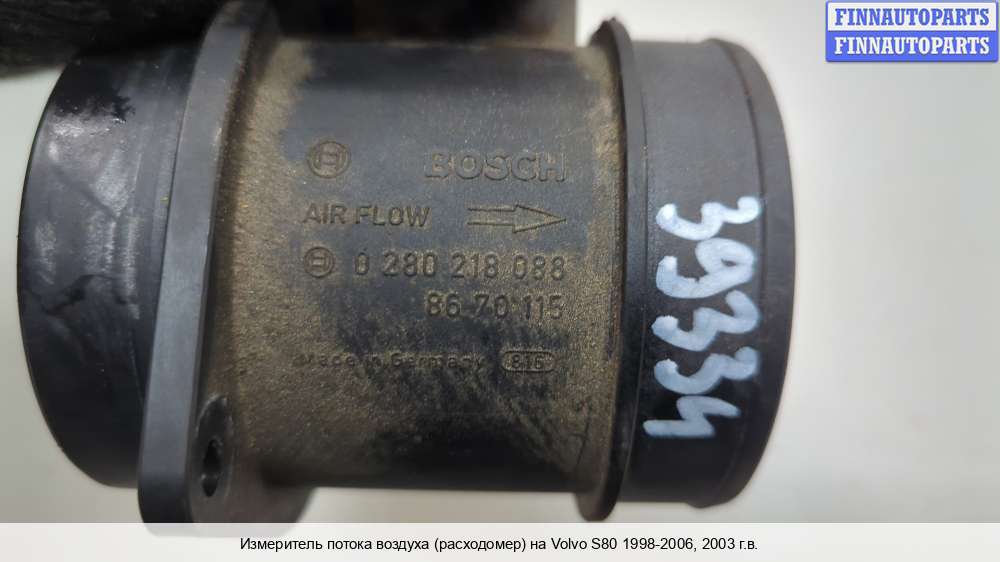 FINNAUTOPARTS
FINNAUTOPARTS
BOSCH
AIR FLOW
0 280 218 088
86 70 115
Made in Germany
39334
Измеритель потока воздуха (расходомер) на Volvo S80 1998-2006, 2003 г.в.